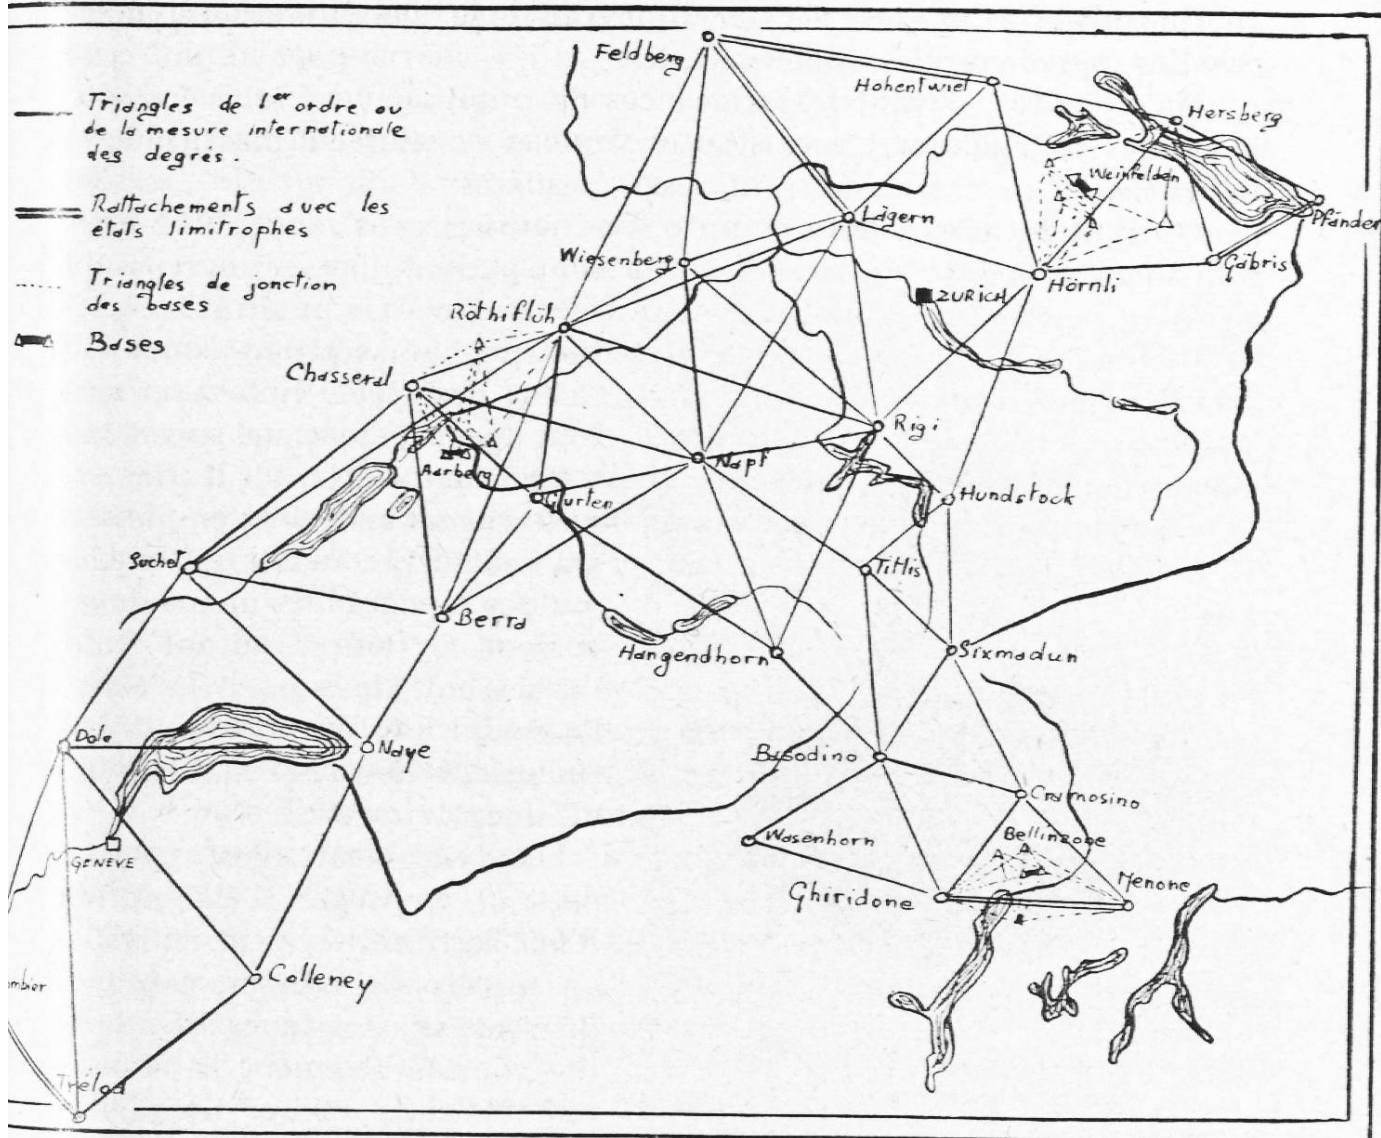 Triangles de 1er ordre ou
de la mesure internationale
des degrés.
Rattachements avec les
états limitrophes
Triangles de jonction
des bases
Bases
Feldberg
Hohentwiel
Hersberg
Weinfelden
Pfänder
Lägern
Gäbris
Hörnli
Wiesenberg
ZURICH
Röthifluh
Chasseral
Rigi
Napf
Aarberg
Gurten
Hundstock
Suchet
Titlis
Berra
Hangendhorn
Sixmadun
Dole
Naye
Basodino
Cramosino
Wasenhorn
Bellinzone
GENEVE
Ghiridone
Menone
Colleney
ombier
Trelod